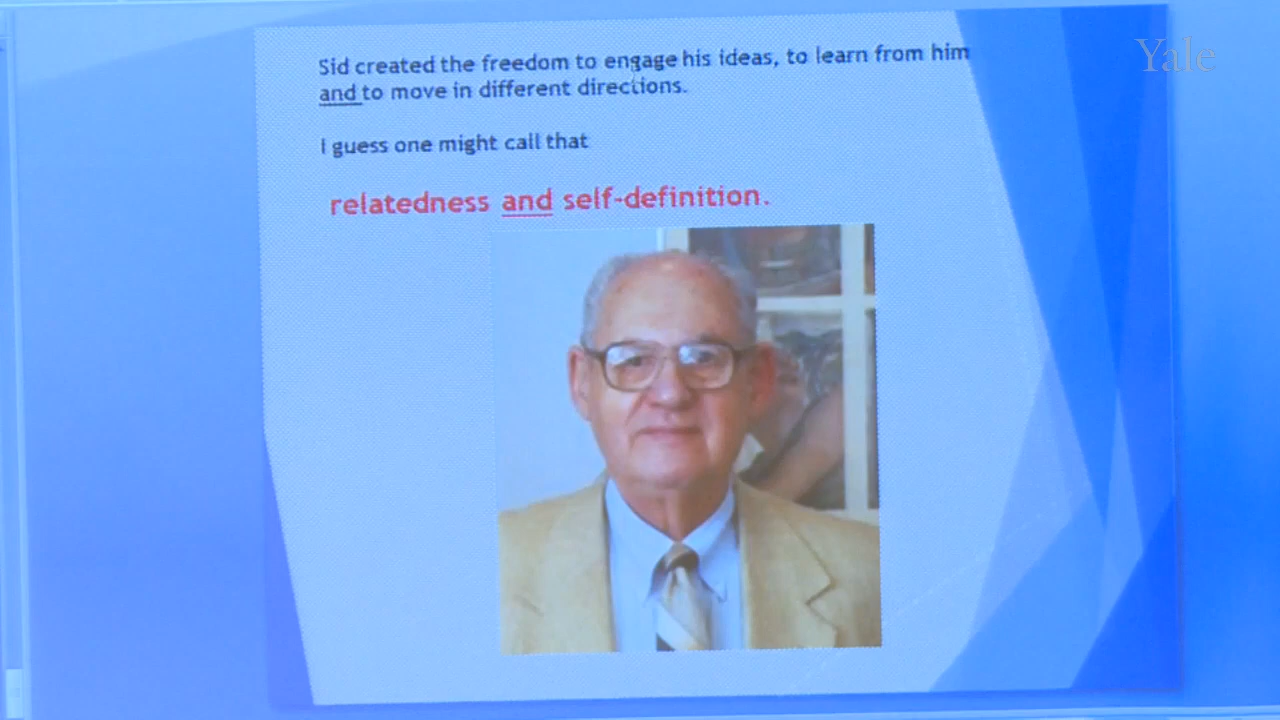 Yale
Sid created the freedom to engage his ideas, to learn from him
and to move in different directions.
I guess one might call that
relatedness and self-definition.